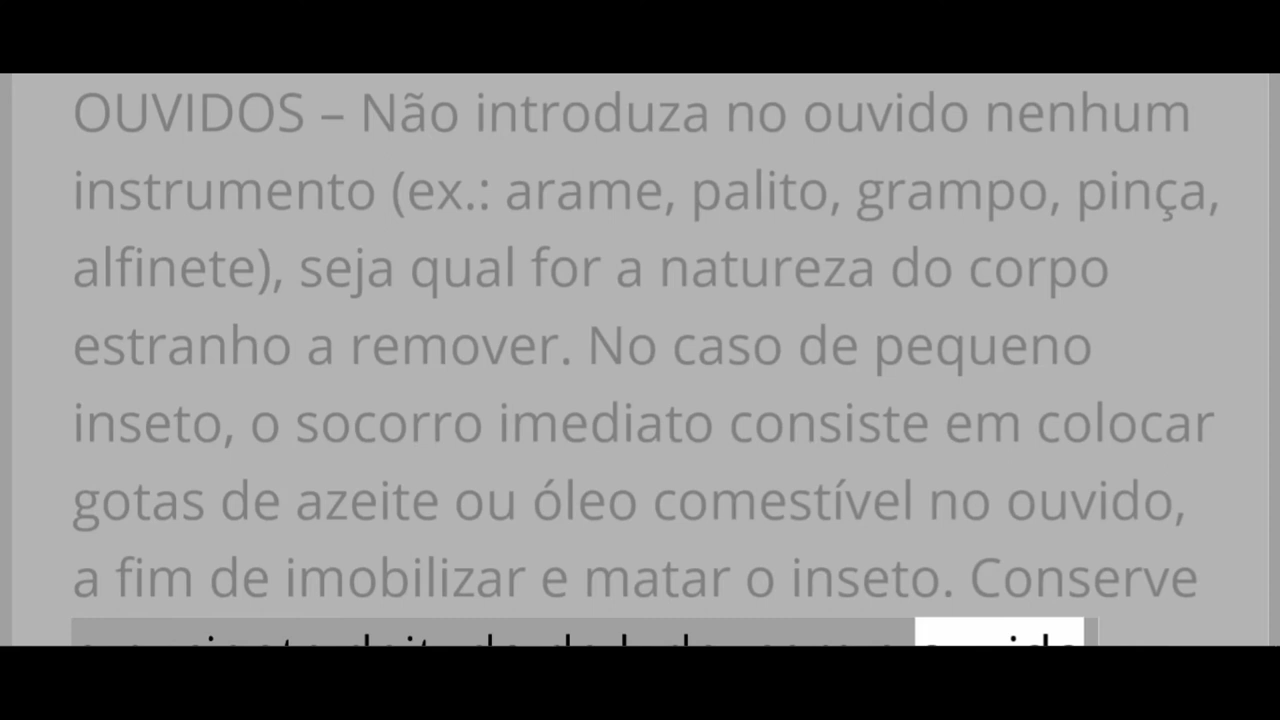 OUVIDOS – Não introduza no ouvido nenhum
instrumento (ex.: arame, palito, grampo, pinça,
alfinete), seja qual for a natureza do corpo
estranho a remover. No caso de pequeno
inseto, o socorro imediato consiste em colocar
gotas de azeite ou óleo comestível no ouvido,
a fim de imobilizar e matar o inseto. Conserve